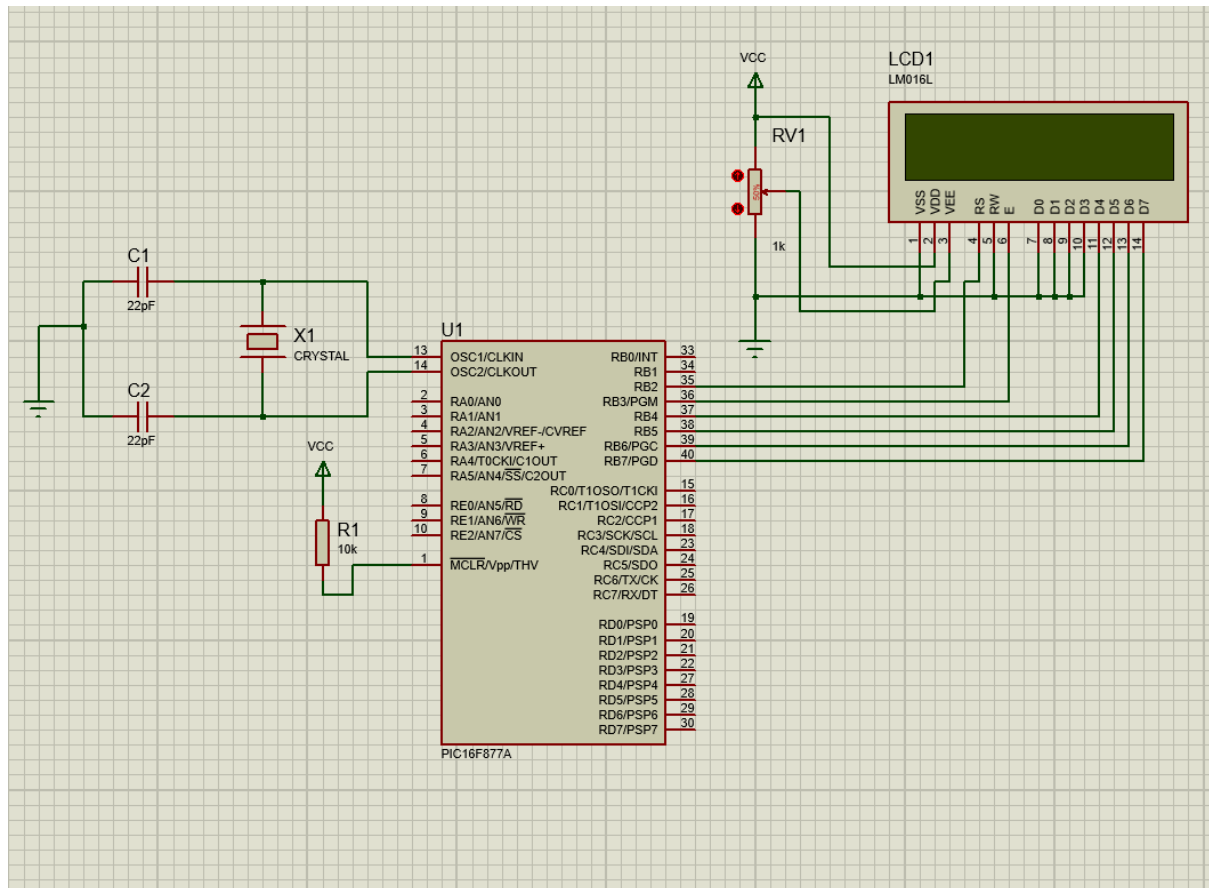 VCC
LCD1
LM016L
RV1
50%
1k
VSS
VDD
VEE
RS
RW
E
D0
D1
D2
D3
D4
D5
D6
D7
1
2
3
4
5
6
7
8
9
10
11
12
13
14
C1
22pF
X1
CRYSTAL
C2
22pF
VCC
R1
10k
U1
13 OSC1/CLKIN
14 OSC2/CLKOUT
2 RA0/AN0
3 RA1/AN1
4 RA2/AN2/VREF-/CVREF
5 RA3/AN3/VREF+
6 RA4/T0CKI/C1OUT
7 RA5/AN4/SS/C2OUT
8 RE0/AN5/RD
9 RE1/AN6/WR
10 RE2/AN7/CS
1 MCLR/Vpp/THV
RB0/INT 33
RB1 34
RB2 35
RB3/PGM 36
RB4 37
RB5 38
RB6/PGC 39
RB7/PGD 40
RC0/T1OSO/T1CKI 15
RC1/T1OSI/CCP2 16
RC2/CCP1 17
RC3/SCK/SCL 18
RC4/SDI/SDA 23
RC5/SDO 24
RC6/TX/CK 25
RC7/RX/DT 26
RD0/PSP0 19
RD1/PSP1 20
RD2/PSP2 21
RD3/PSP3 22
RD4/PSP4 27
RD5/PSP5 28
RD6/PSP6 29
RD7/PSP7 30
PIC16F877A